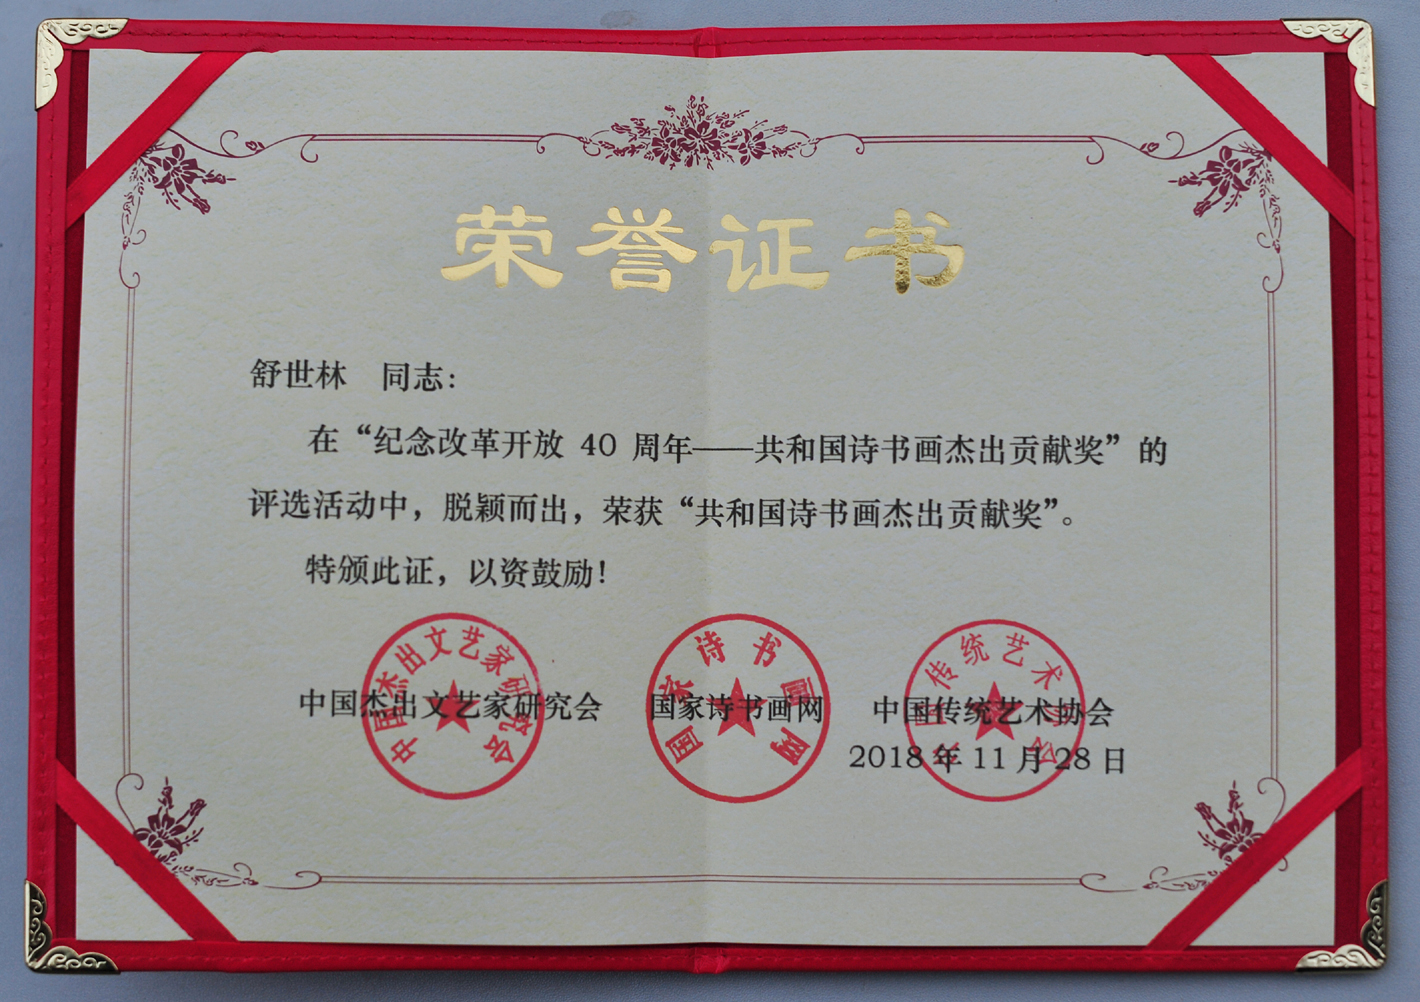 荣誉证书
舒世林 同志：
在“纪念改革开放 40 周年——共和国诗书画杰出贡献奖”的
评选活动中，脱颖而出，荣获“共和国诗书画杰出贡献奖”。
特颁此证，以资鼓励！
中国杰出文艺家研究会
国家诗书画网
中国传统艺术协会
中国杰出文艺家研究会 国家诗书画网 中国传统艺术协会
2018 年 11 月 28 日